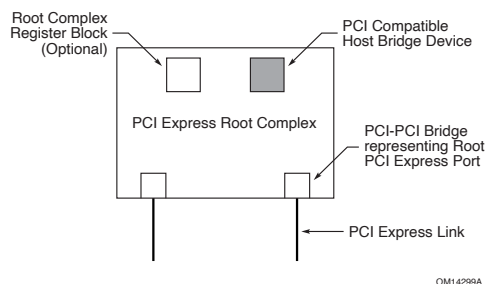 Root Complex
Register Block
(Optional)
PCI Compatible
Host Bridge Device
PCI Express Root Complex
PCI-PCI Bridge
representing Root
PCI Express Port
PCI Express Link
OM14299A